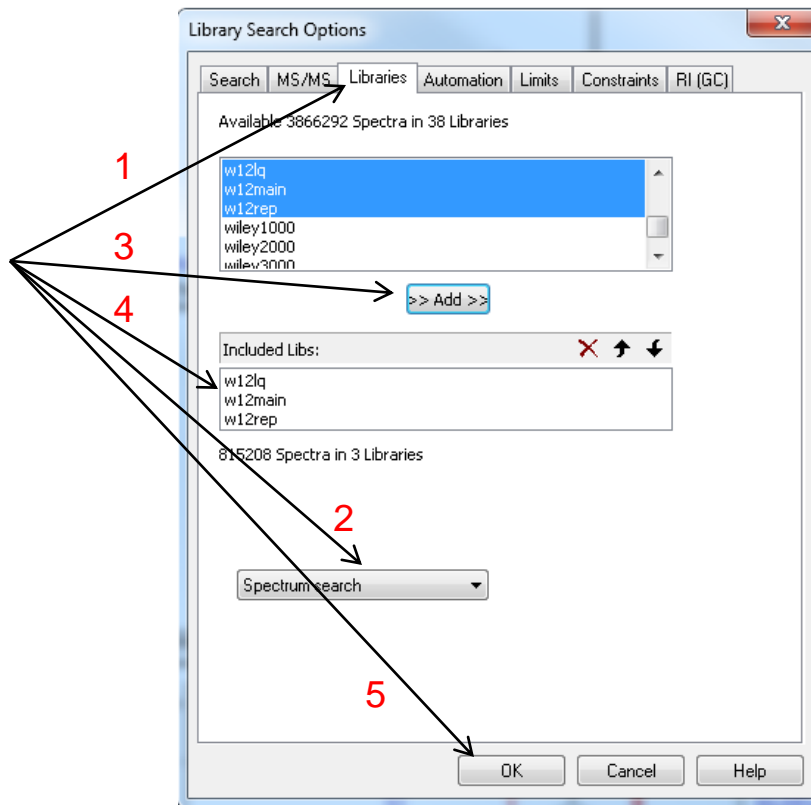 Library Search Options
x
Search MS/MS Libraries Automation Limits Constraints RI (GC)
Available 3866292 Spectra in 38 Libraries
1
w12lq
w12main
w12rep
wiley1000
wiley2000
wiley3000
3
>> Add >>
4
Included Libs:
w12lq
w12main
w12rep
815208 Spectra in 3 Libraries
2
Spectrum search
5
OK Cancel Help